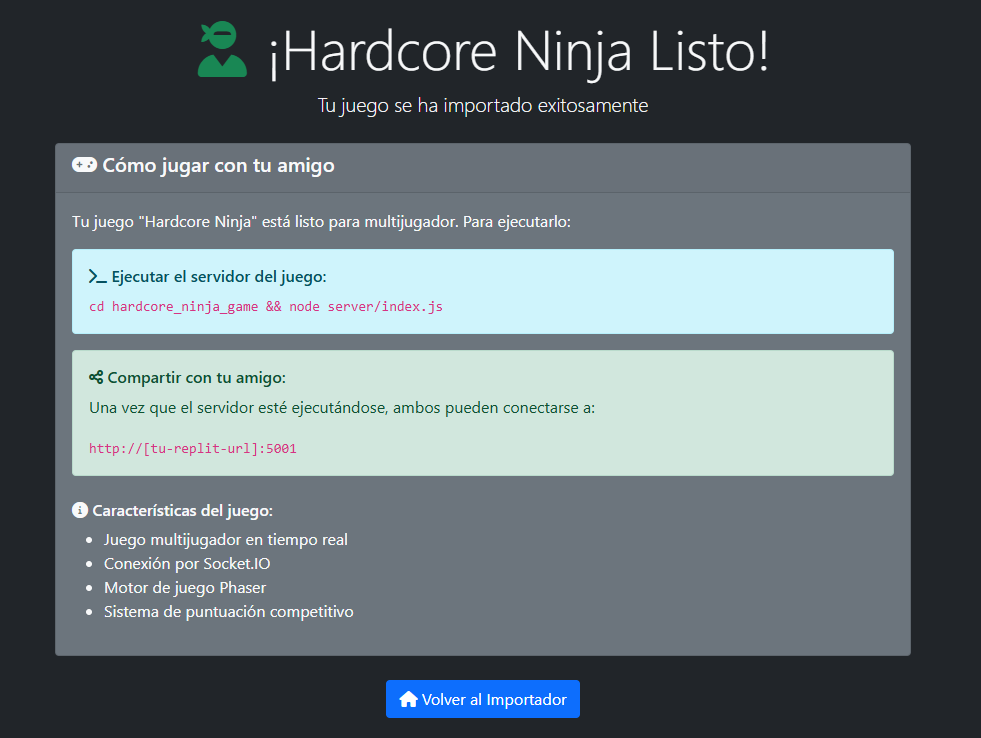 ¡Hardcore Ninja Listo!
Tu juego se ha importado exitosamente
Cómo jugar con tu amigo
Tu juego "Hardcore Ninja" está listo para multijugador. Para ejecutarlo:
Ejecutar el servidor del juego:
cd hardcore_ninja_game && node server/index.js
Compartir con tu amigo:
Una vez que el servidor esté ejecutándose, ambos pueden conectarse a:
http://[tu-replit-url]:5001
Características del juego:
Juego multijugador en tiempo real
Conexión por Socket.IO
Motor de juego Phaser
Sistema de puntuación competitivo
Volver al Importador